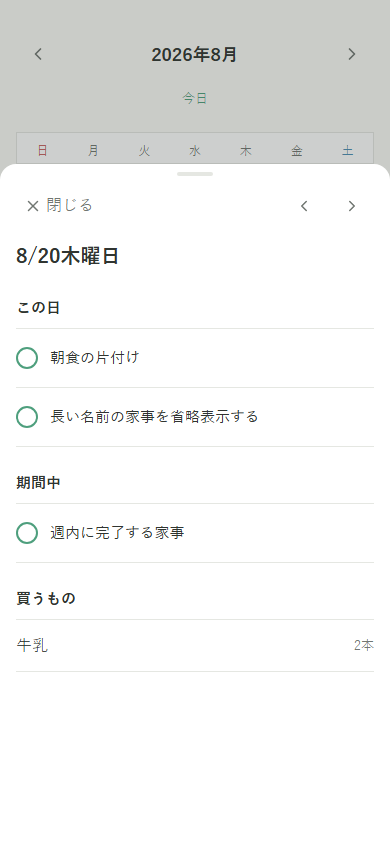 2026年8月
今日
日 月 火 水 木 金 土
閉じる
8/20木曜日
この日
朝食の片付け
長い名前の家事を省略表示する
期間中
週内に完了する家事
買うもの
牛乳 2本